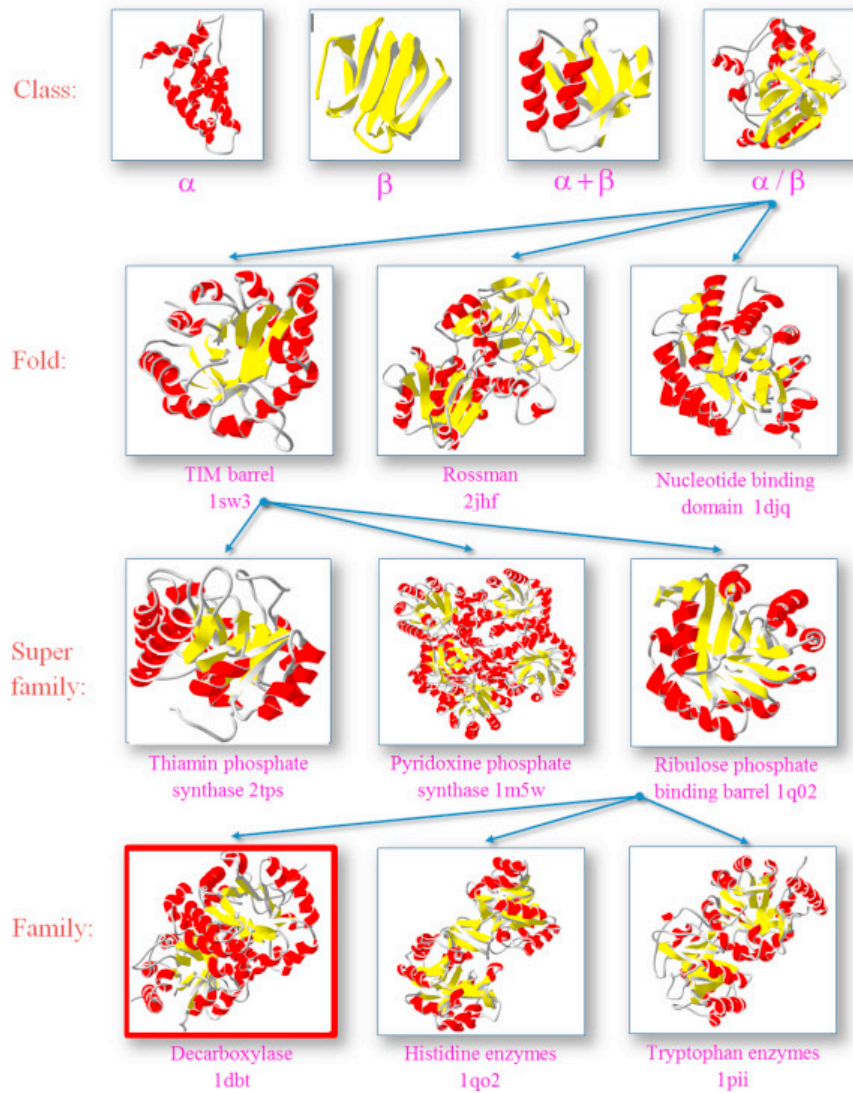 Class:
α
β
α+β
α / β
Fold:
TIM barrel
1sw3
Rossman
2jhf
Nucleotide binding
domain 1djq
Super
family:
Thiamin phosphate
synthase 2tps
Pyridoxine phosphate
synthase 1m5w
Ribulose phosphate
binding barrel 1q02
Family:
Decarboxylase
1dbt
Histidine enzymes
1qo2
Tryptophan enzymes
1pii